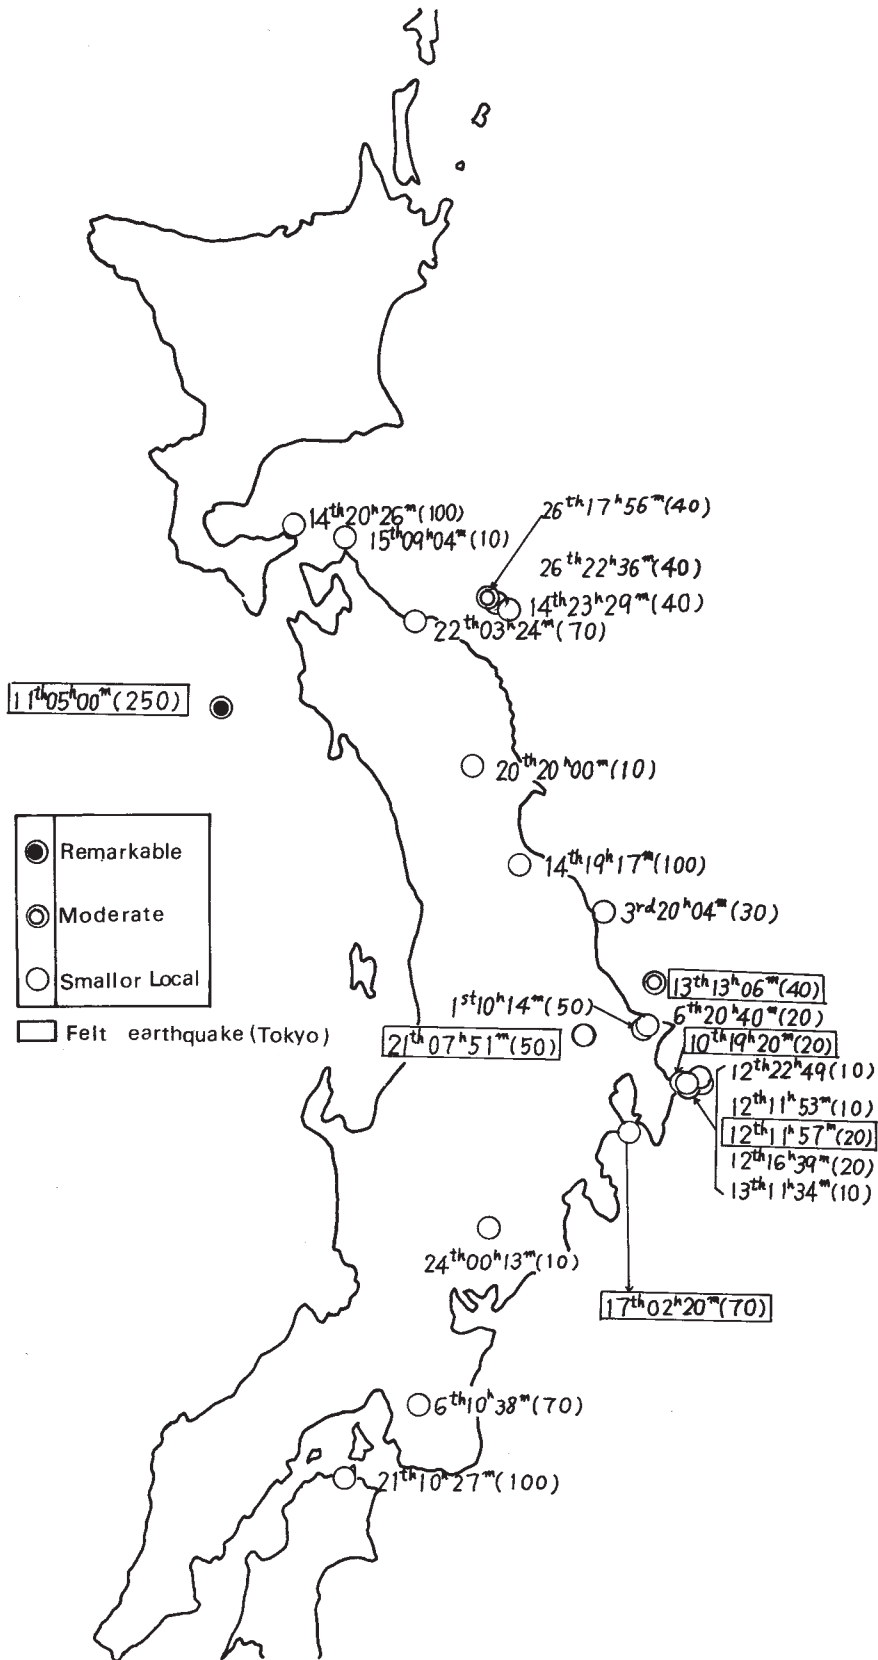 14th20h26m(100)
26th17h56m(40)
15th09h04m(10)
26th22h36m(40)
14th23h29m(40)
22th03h24m(70)
11th05h00m(250)
20th20h00m(10)
Remarkable
14th19h17m(100)
Moderate
3rd20h04m(30)
Small or Local
13th13h06m(40)
1st10h14m(50)
6th20h40m(20)
Felt earthquake (Tokyo)
21th07h51m(50)
10th19h20m(20)
12th22h49(10)
12th11h53m(10)
12th11h57m(20)
12th16h39m(20)
13th11h34m(10)
24th00h13m(10)
17th02h20m(70)
6th10h38m(70)
21th10h27m(100)